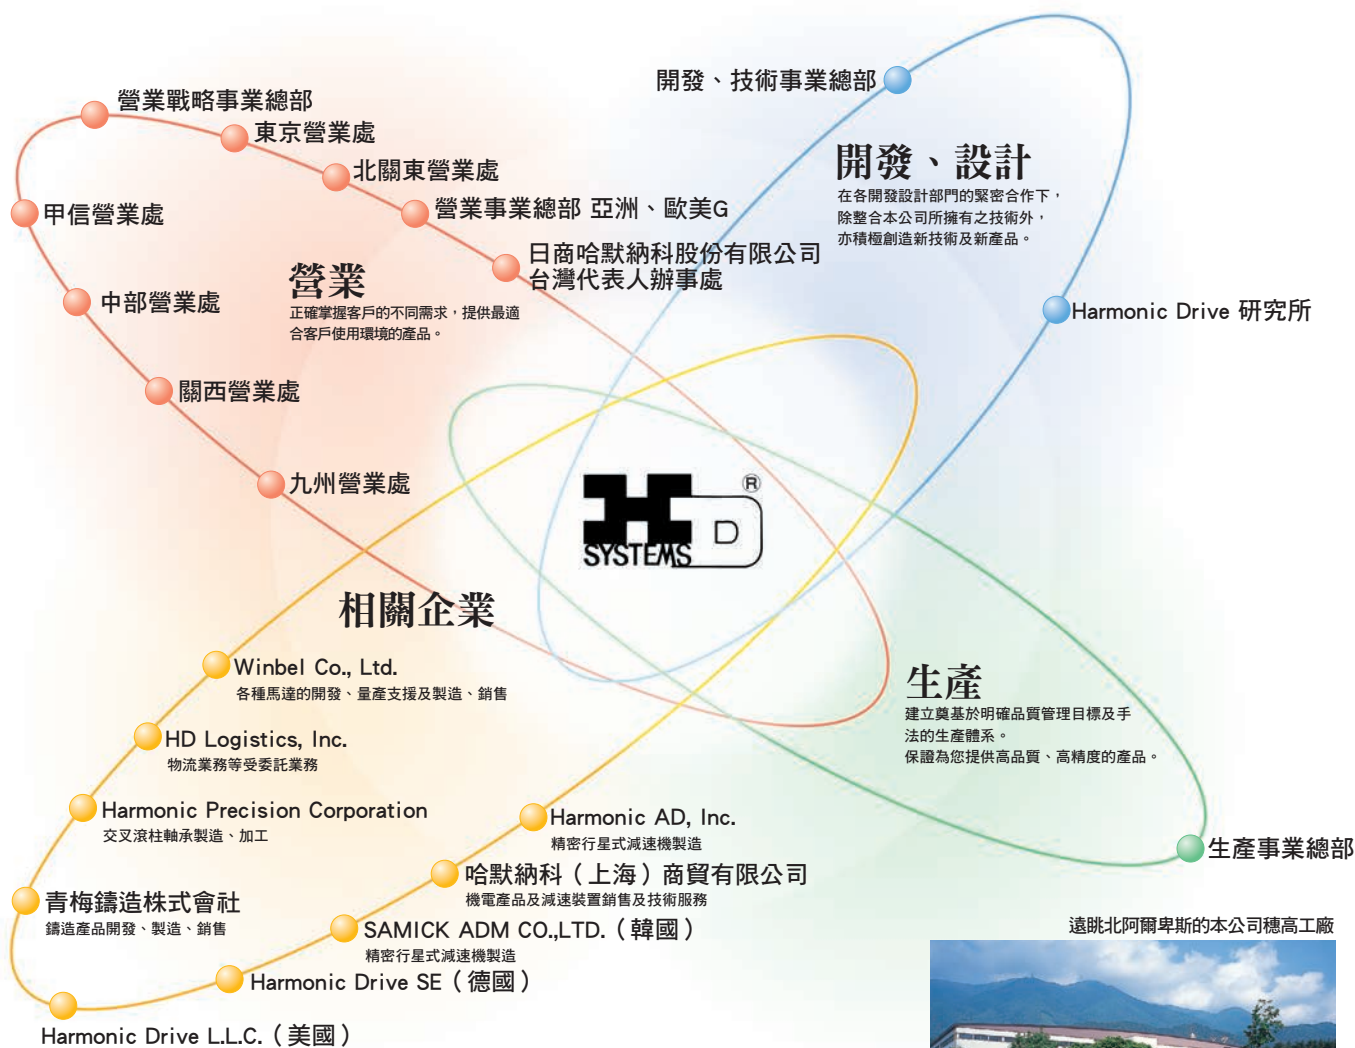 開發、技術事業總部
營業戰略事業總部
東京營業處
北關東營業處
營業事業總部 亞洲、歐美G
日商哈默納科股份有限公司
台灣代表人辦事處
甲信營業處
中部營業處
關西營業處
九州營業處
營業
正確掌握客戶的不同需求,提供最適
合客戶使用環境的產品。
開發、設計
在各開發設計部門的緊密合作下,
除整合本公司所擁有之技術外,
亦積極創造新技術及新產品。
Harmonic Drive 研究所
H D ®
SYSTEMS
相關企業
Winbel Co., Ltd.
各種馬達的開發、量產支援及製造、銷售
HD Logistics, Inc.
物流業務等受委託業務
Harmonic Precision Corporation
交叉滾柱軸承製造、加工
青梅鑄造株式會社
鑄造產品開發、製造、銷售
Harmonic AD, Inc.
精密行星式減速機製造
哈默納科(上海)商貿有限公司
機電產品及減速裝置銷售及技術服務
SAMICK ADM CO.,LTD.(韓國)
精密行星式減速機製造
Harmonic Drive SE(德國)
Harmonic Drive L.L.C.(美國)
生產
建立奠基於明確品質管理目標及手
法的生產體系。
保證為您提供高品質、高精度的產品。
生產事業總部
遠眺北阿爾卑斯的本公司穗高工廠